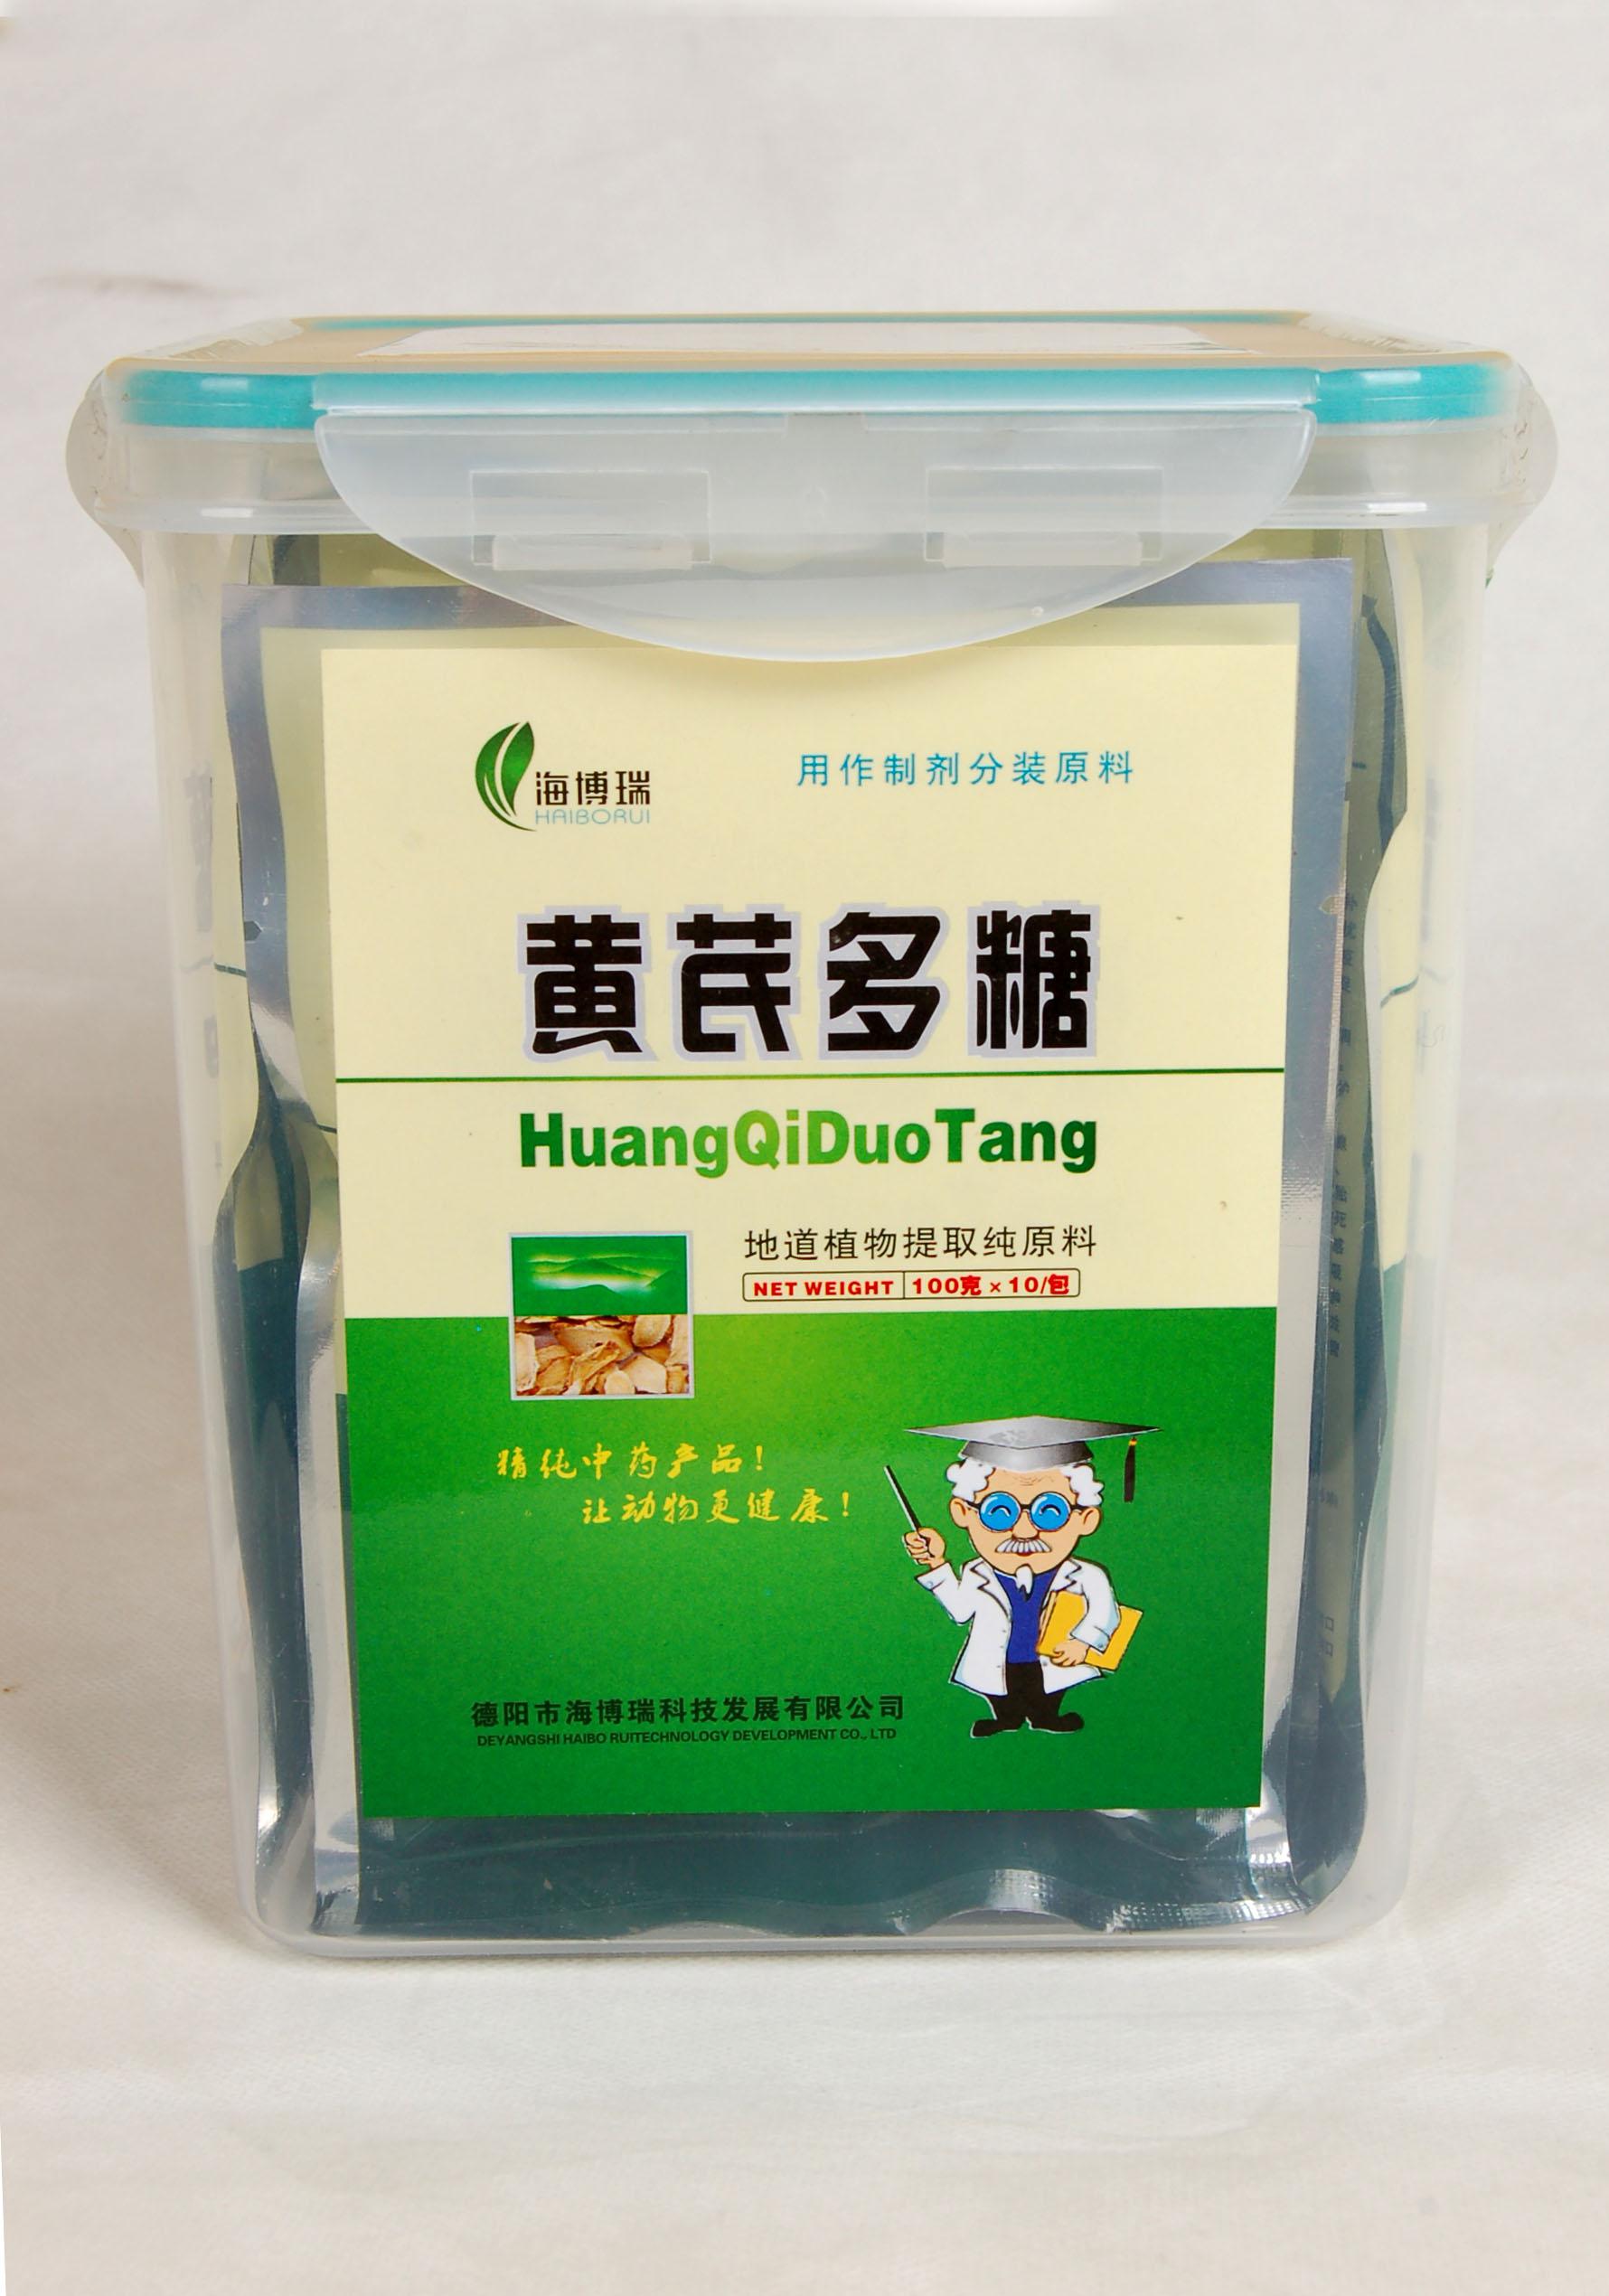 海博瑞
HAIBORUI
用作制剂分装原料
黄芪多糖
HuangQiDuoTang
地道植物提取纯原料
NET WEIGHT 100克×10/包
精纯中药产品!
让动物更健康!
德阳市海博瑞科技发展有限公司
DEYANGSHI HAIBO RUITECHNOLOGY DEVELOPMENT CO., LTD